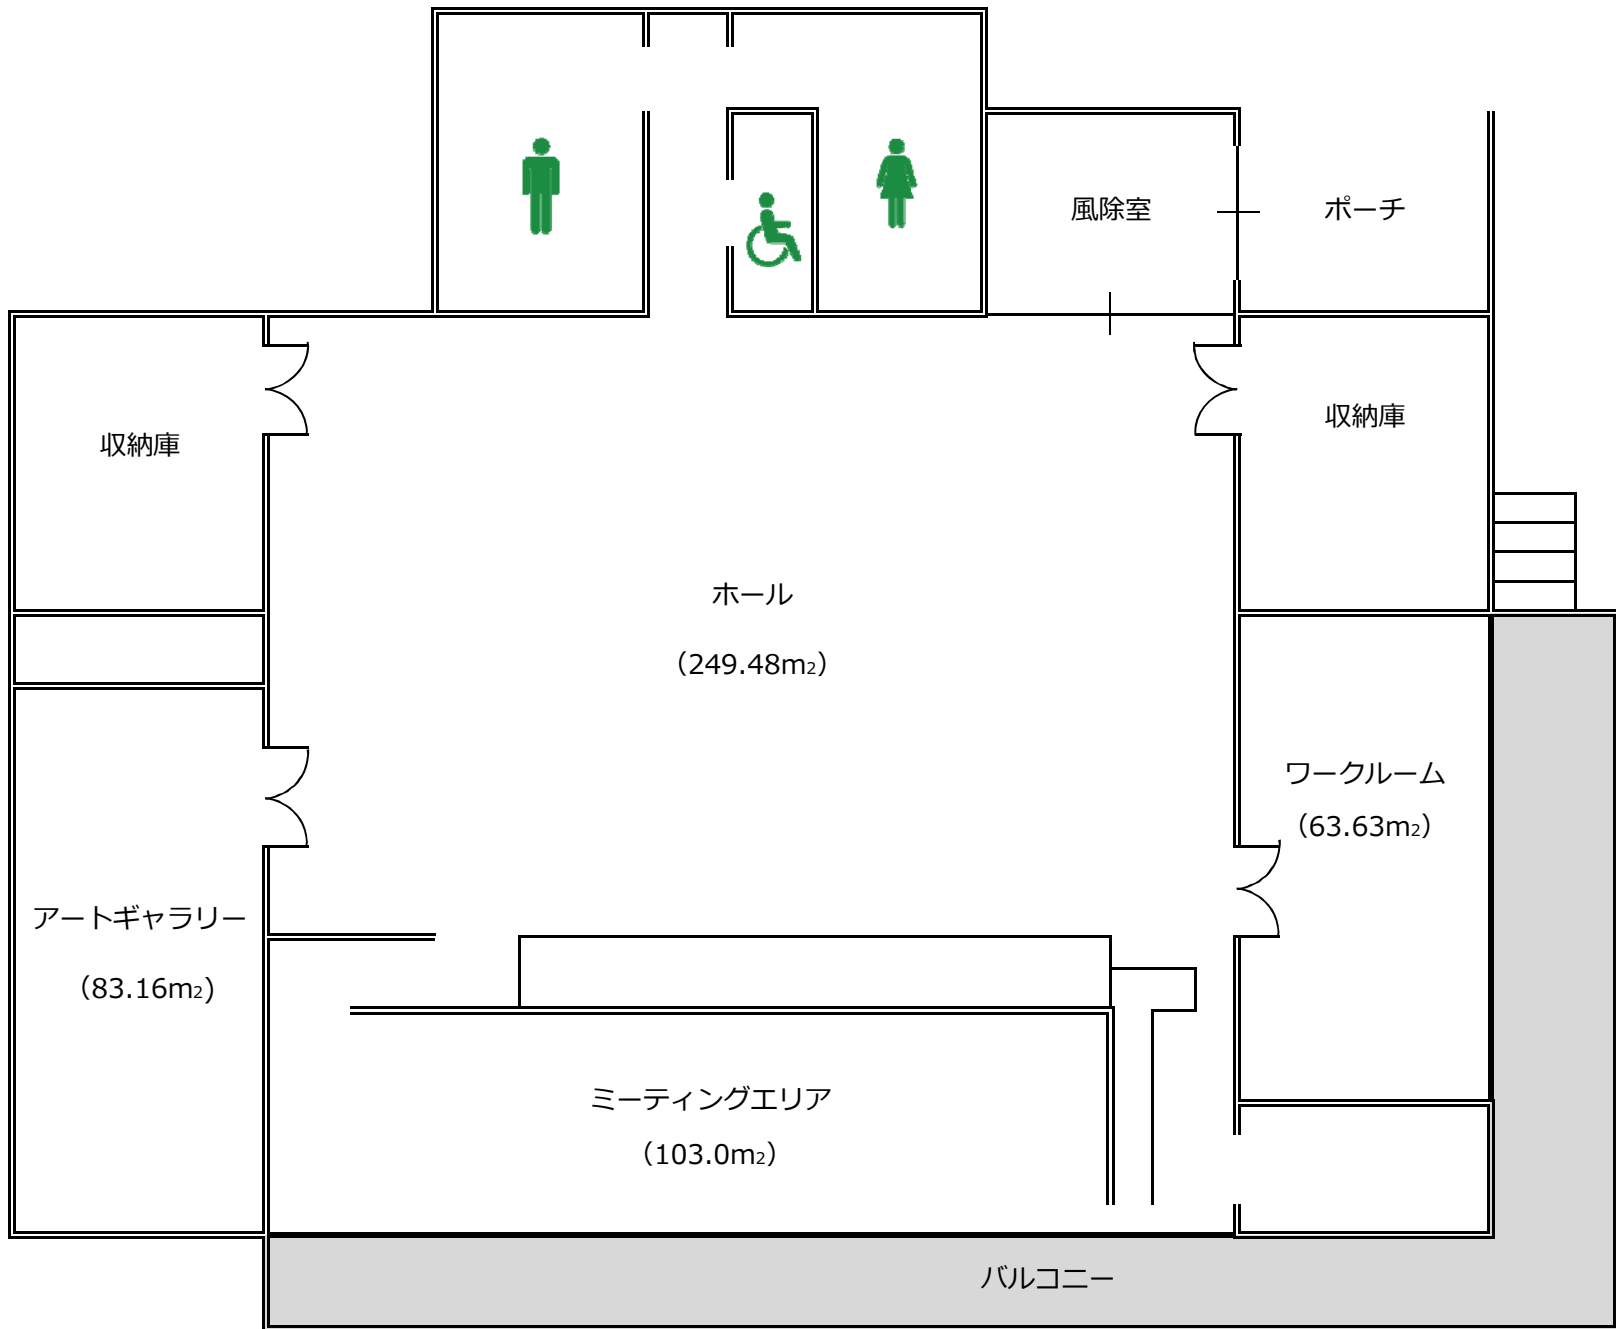 風除室
ポーチ
収納庫
収納庫
ホール
（249.48m2）
ワークルーム
（63.63m2）
アートギャラリー
（83.16m2)
ミーティングエリア
（103.0m2）
バルコニー